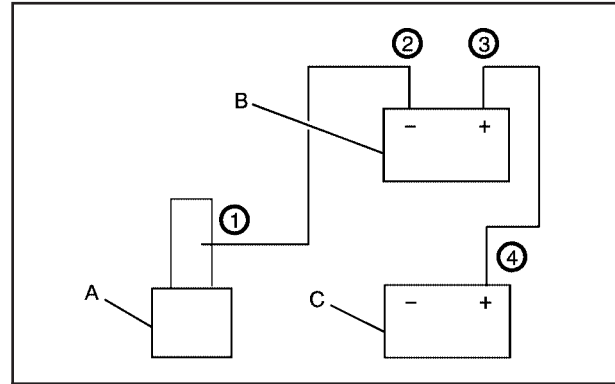 ② ③
B
− +
①
④
A
C
− +